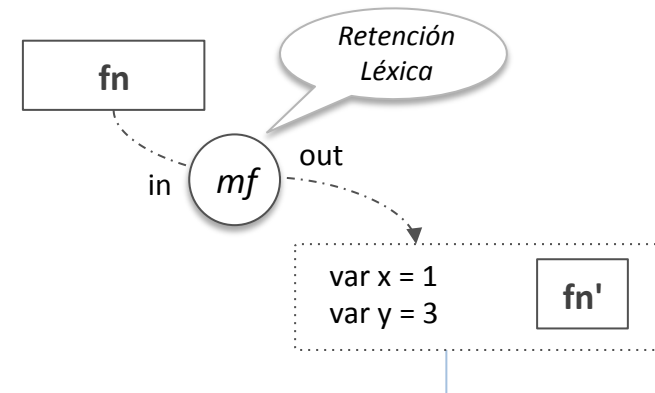 Retención
Léxica
fn
out
in
mf
var x = 1
fn'
var y = 3